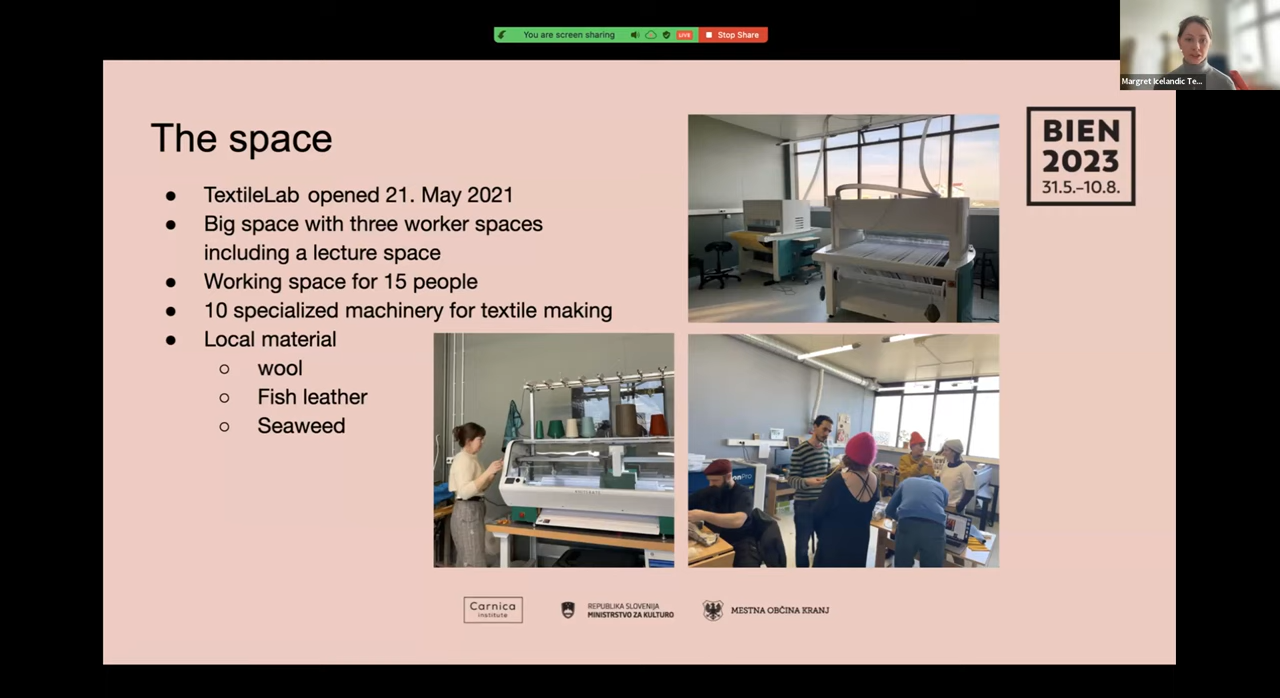 You are screen sharing
LIVE
Stop Share
Margret Icelandic Te...
The space
BIEN
2023
31.5.–10.8.
● TextileLab opened 21. May 2021
● Big space with three worker spaces
including a lecture space
● Working space for 15 people
● 10 specialized machinery for textile making
● Local material
○ wool
○ Fish leather
○ Seaweed
Carnica
institute
REPUBLIKA SLOVENIJA
MINISTRSTVO ZA KULTURO
MESTNA OBČINA KRANJ